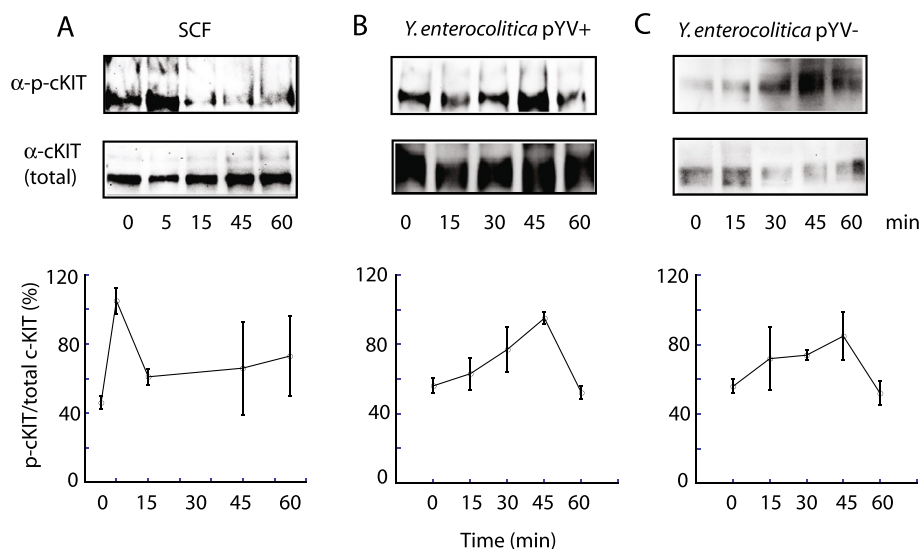 A
SCF
B
Y. enterocolitica pYV+
C
Y. enterocolitica pYV-
α-p-cKIT
α-cKIT
(total)
0 5 15 45 60
0 15 30 45 60
0 15 30 45 60 min
p-cKIT/total c-KIT (%)
120
80
40
0
0 15 30 45 60
120
80
40
0
0 15 30 45 60
120
80
40
0
0 15 30 45 60
Time (min)